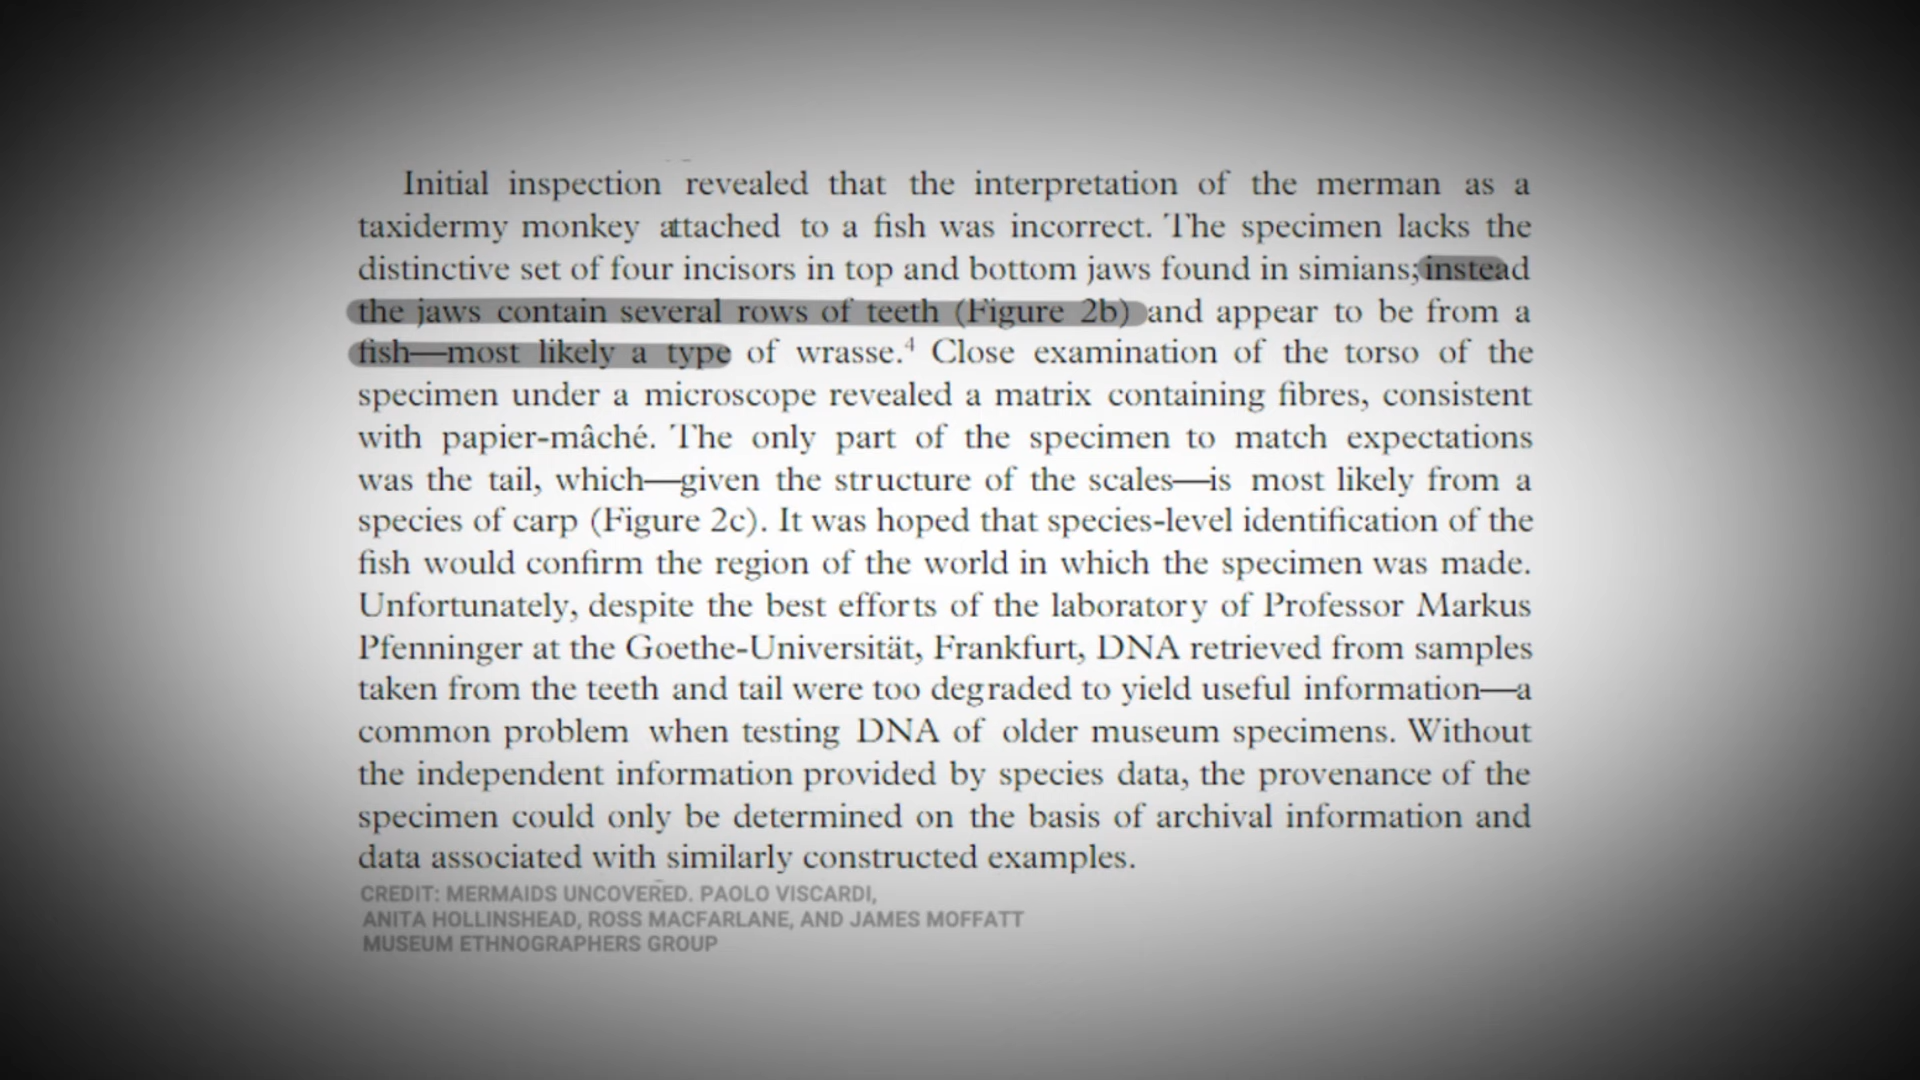 Initial inspection revealed that the interpretation of the merman as a
taxidermy monkey attached to a fish was incorrect. The specimen lacks the
distinctive set of four incisors in top and bottom jaws found in simians; instead
the jaws contain several rows of teeth (Figure 2b) and appear to be from a
fish—most likely a type of wrasse.⁴ Close examination of the torso of the
specimen under a microscope revealed a matrix containing fibres, consistent
with papier-mâché. The only part of the specimen to match expectations
was the tail, which—given the structure of the scales—is most likely from a
species of carp (Figure 2c). It was hoped that species-level identification of the
fish would confirm the region of the world in which the specimen was made.
Unfortunately, despite the best efforts of the laboratory of Professor Markus
Pfenninger at the Goethe-Universität, Frankfurt, DNA retrieved from samples
taken from the teeth and tail were too degraded to yield useful information—a
common problem when testing DNA of older museum specimens. Without
the independent information provided by species data, the provenance of the
specimen could only be determined on the basis of archival information and
data associated with similarly constructed examples.
CREDIT: MERMAIDS UNCOVERED. PAOLO VISCARDI,
ANITA HOLLINSHEAD, ROSS MACFARLANE, AND JAMES MOFFATT
MUSEUM ETHNOGRAPHERS GROUP